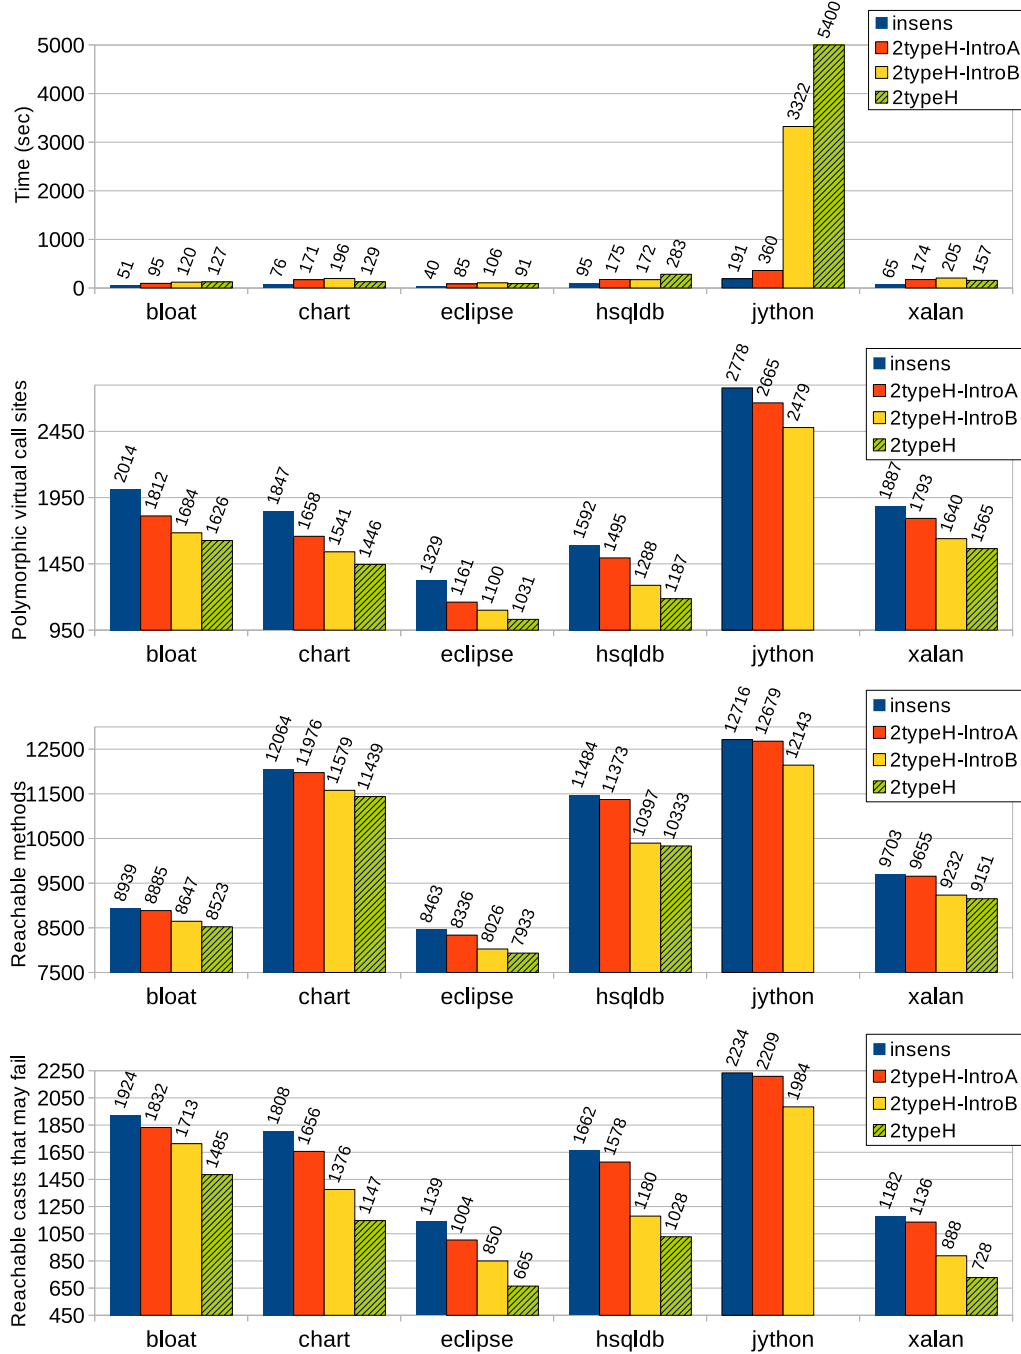 Time (sec)
5000
4000
3000
2000
1000
0
51 95 120 127
76 171 196 129
40 85 106 91
95 175 172 283
191 360 3322 5400
65 174 205 157
bloat chart eclipse hsqldb jython xalan
insens
2typeH-IntroA
2typeH-IntroB
2typeH
Polymorphic virtual call sites
2450
1950
1450
950
2014 1812 1684 1626
1847 1658 1541 1446
1329 1161 1100 1031
1592 1495 1288 1187
2778 2665 2479
1887 1793 1640 1565
bloat chart eclipse hsqldb jython xalan
insens
2typeH-IntroA
2typeH-IntroB
2typeH
Reachable methods
12500
11500
10500
9500
8500
7500
8939 8885 8647 8523
12064 11976 11579 11439
8463 8336 8026 7933
11484 11373 10397 10333
12716 12679 12143
9703 9655 9232 9151
bloat chart eclipse hsqldb jython xalan
insens
2typeH-IntroA
2typeH-IntroB
2typeH
Reachable casts that may fail
2250
2050
1850
1650
1450
1250
1050
850
650
450
1924 1832 1713 1485
1808 1656 1376 1147
1139 1004 850 665
1662 1578 1180 1028
2234 2209 1984
1182 1136 888 728
bloat chart eclipse hsqldb jython xalan
insens
2typeH-IntroA
2typeH-IntroB
2typeH